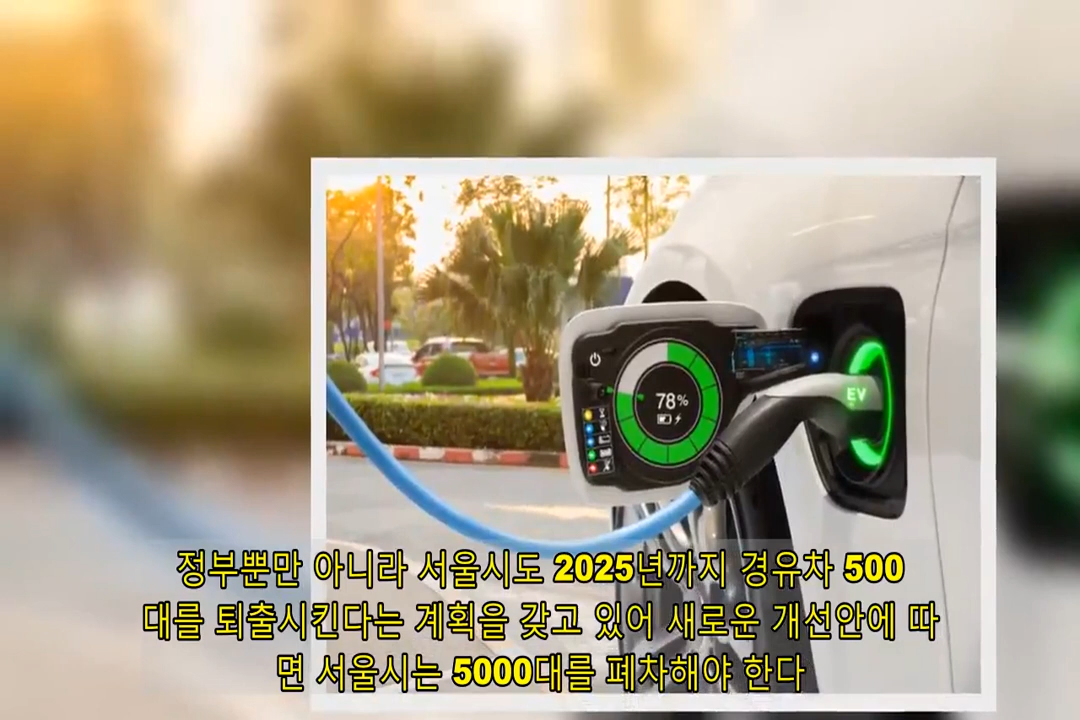 78%
EV
정부뿐만 아니라 서울시도 2025년까지 경유차 500
대를 퇴출시킨다는 계획을 갖고 있어 새로운 개선안에 따
면 서울시는 5000대를 폐차해야 한다